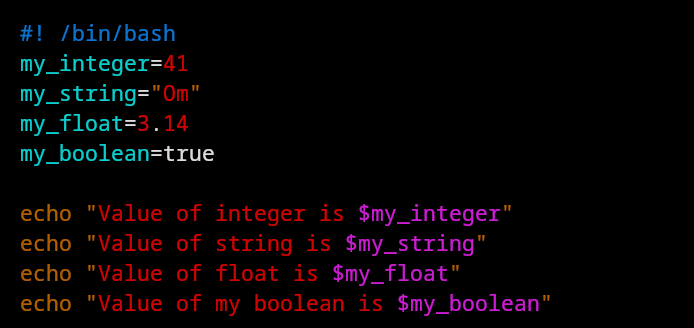 #! /bin/bash
my_integer=41
my_string="Om"
my_float=3.14
my_boolean=true
echo "Value of integer is $my_integer"
echo "Value of string is $my_string"
echo "Value of float is $my_float"
echo "Value of my boolean is $my_boolean"